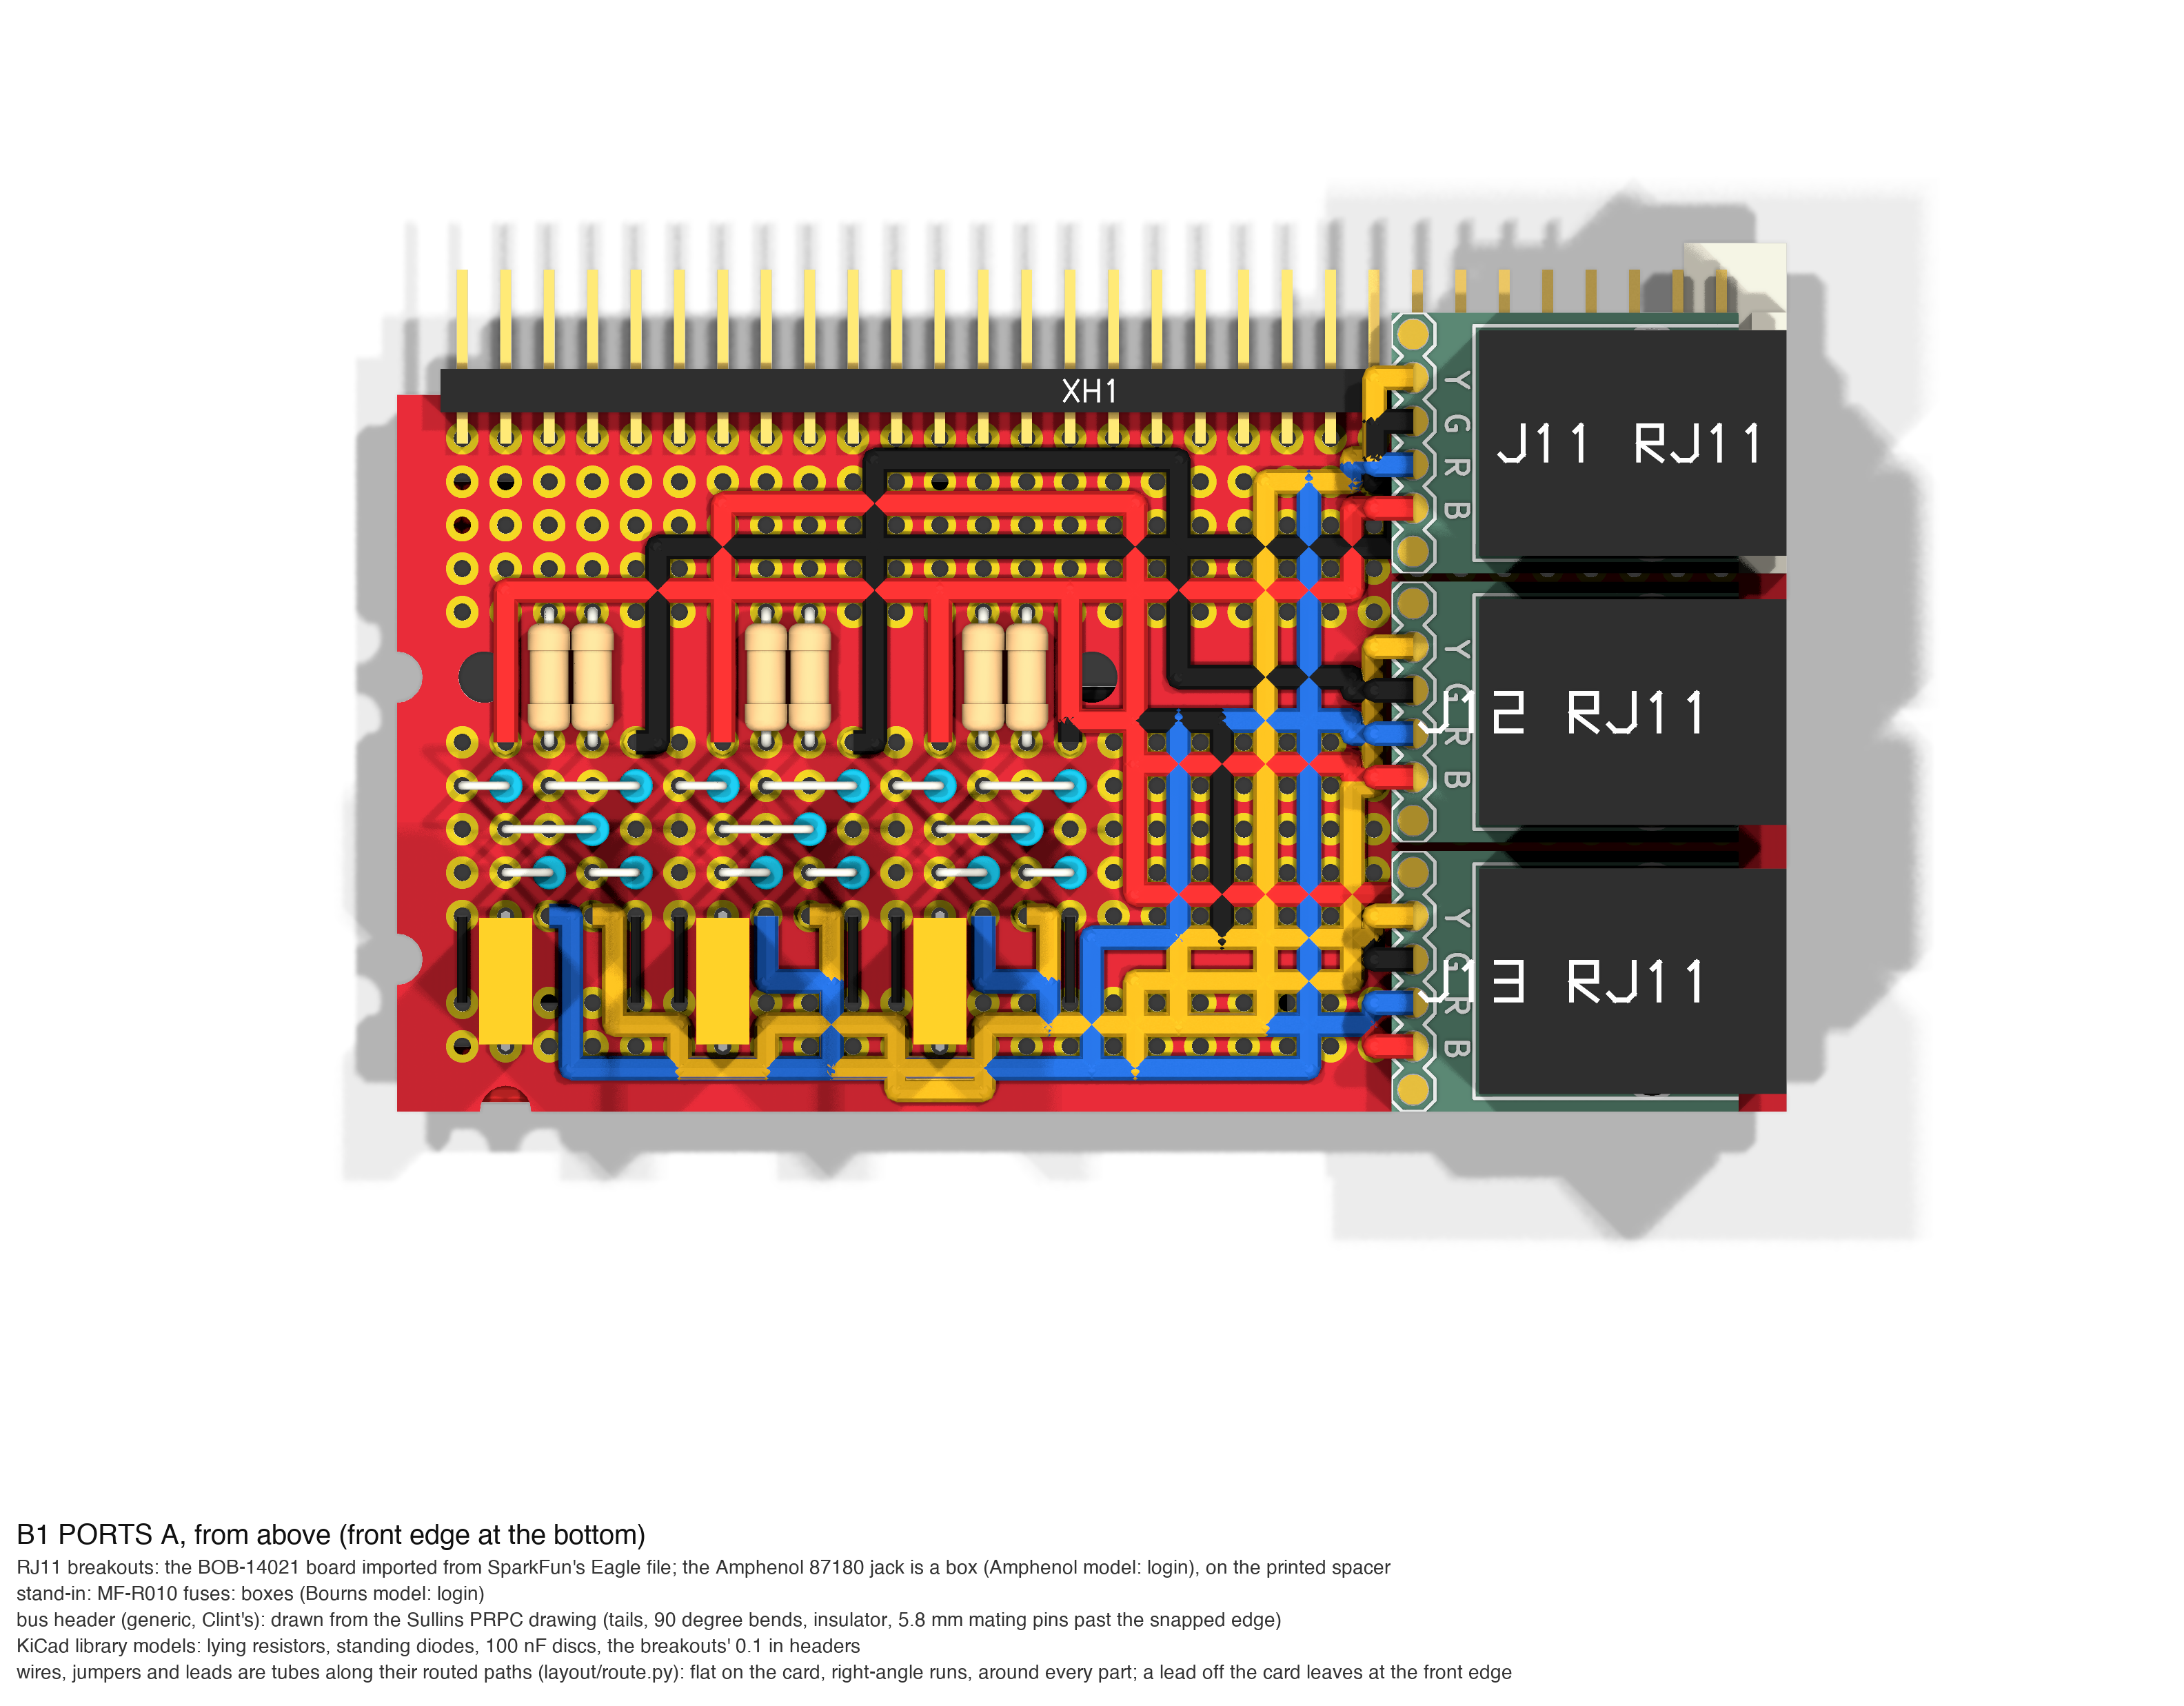 XH1
Y
G
R
B
J11 RJ11
Y
G
R
B
J12 RJ11
Y
G
R
B
J13 RJ11
B1 PORTS A, from above (front edge at the bottom)
RJ11 breakouts: the BOB-14021 board imported from SparkFun's Eagle file; the Amphenol 87180 jack is a box (Amphenol model: login), on the printed spacer
stand-in: MF-R010 fuses: boxes (Bourns model: login)
bus header (generic, Clint's): drawn from the Sullins PRPC drawing (tails, 90 degree bends, insulator, 5.8 mm mating pins past the snapped edge)
KiCad library models: lying resistors, standing diodes, 100 nF discs, the breakouts' 0.1 in headers
wires, jumpers and leads are tubes along their routed paths (layout/route.py): flat on the card, right-angle runs, around every part; a lead off the card leaves at the front edge